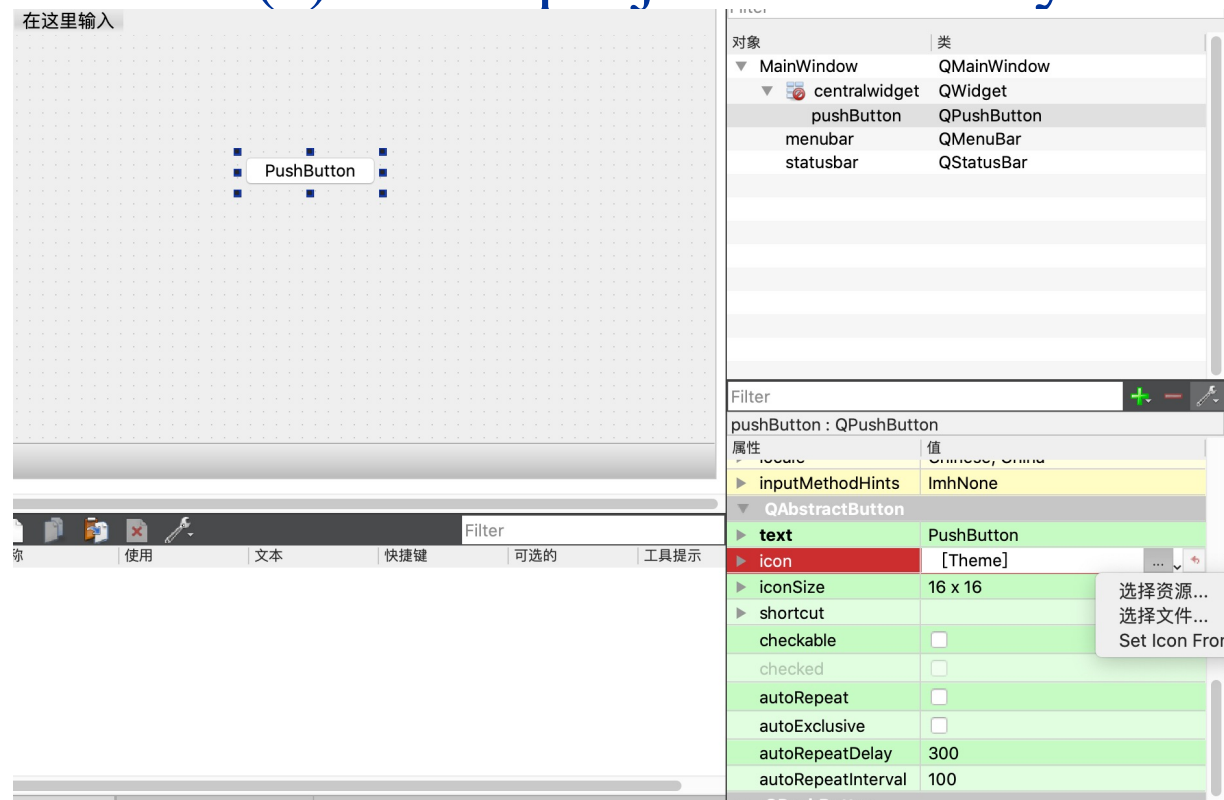 在这里输入
对象 类
MainWindow QMainWindow
centralwidget QWidget
pushButton QPushButton
menubar QMenuBar
statusbar QStatusBar
PushButton
Filter
pushButton : QPushButton
属性 值
inputMethodHints ImhNone
QAbstractButton
text PushButton
icon [Theme] ...
iconSize 16 x 16
shortcut
checkable
checked
autoRepeat
autoExclusive
autoRepeatDelay 300
autoRepeatInterval 100
选择资源...
选择文件...
Set Icon From
Filter
称 使用 文本 快捷键 可选的 工具提示